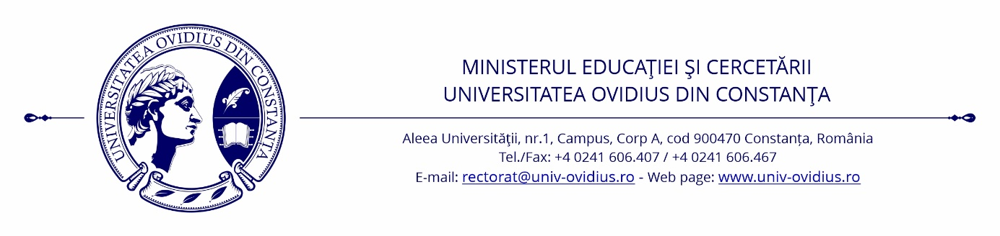 UNIVERSITATEA OVIDIUS DIN CONSTANȚA
MINISTERUL EDUCAŢIEI ŞI CERCETĂRII
UNIVERSITATEA OVIDIUS DIN CONSTANŢA
Aleea Universităţii, nr.1, Campus, Corp A, cod 900470 Constanța, România
Tel./Fax: +4 0241 606.407 / +4 0241 606.467
E-mail: rectorat@univ-ovidius.ro - Web page: www.univ-ovidius.ro